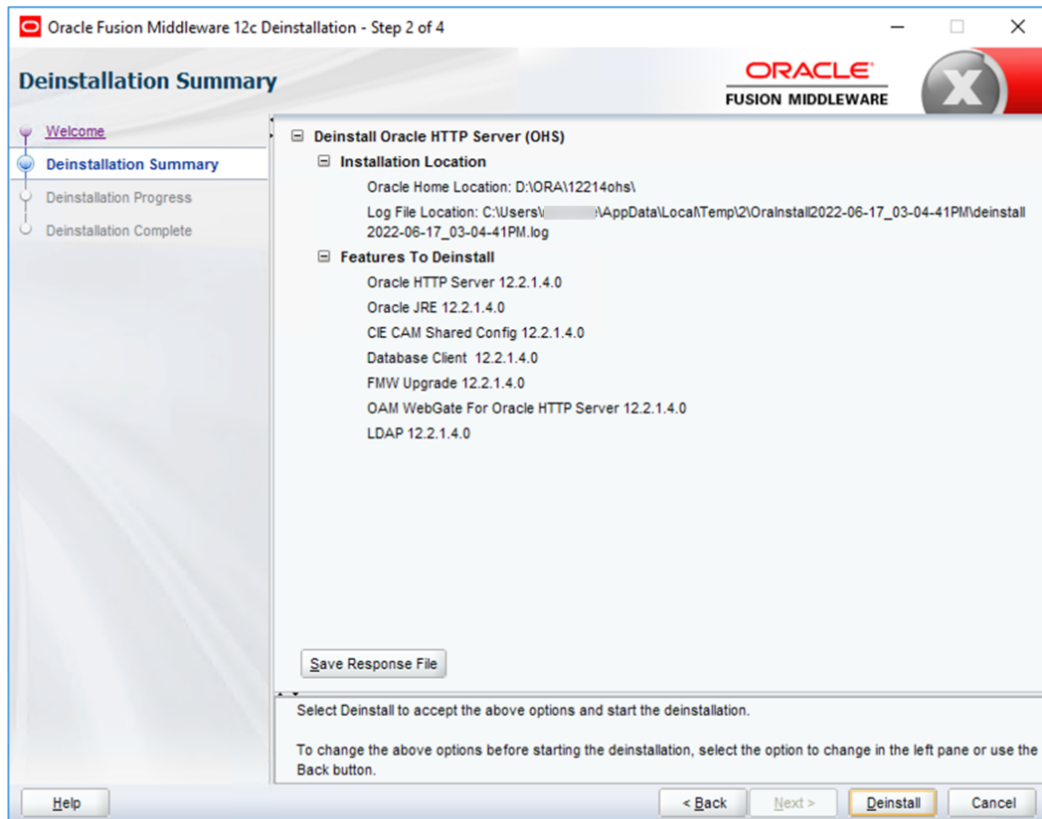 Oracle Fusion Middleware 12c Deinstallation - Step 2 of 4
Deinstallation Summary
ORACLE
FUSION MIDDLEWARE
Welcome
Deinstallation Summary
Deinstallation Progress
Deinstallation Complete
Deinstall Oracle HTTP Server (OHS)
Installation Location
Oracle Home Location: D:\ORA\12214ohs\
Log File Location: C:\Users\ \AppData\Local\Temp\2\OraInstall2022-06-17_03-04-41PM\deinstall
2022-06-17_03-04-41PM.log
Features To Deinstall
Oracle HTTP Server 12.2.1.4.0
Oracle JRE 12.2.1.4.0
CIE CAM Shared Config 12.2.1.4.0
Database Client 12.2.1.4.0
FMW Upgrade 12.2.1.4.0
OAM WebGate For Oracle HTTP Server 12.2.1.4.0
LDAP 12.2.1.4.0
Save Response File
Select Deinstall to accept the above options and start the deinstallation.
To change the above options before starting the deinstallation, select the option to change in the left pane or use the
Back button.
Help
< Back
Next >
Deinstall
Cancel